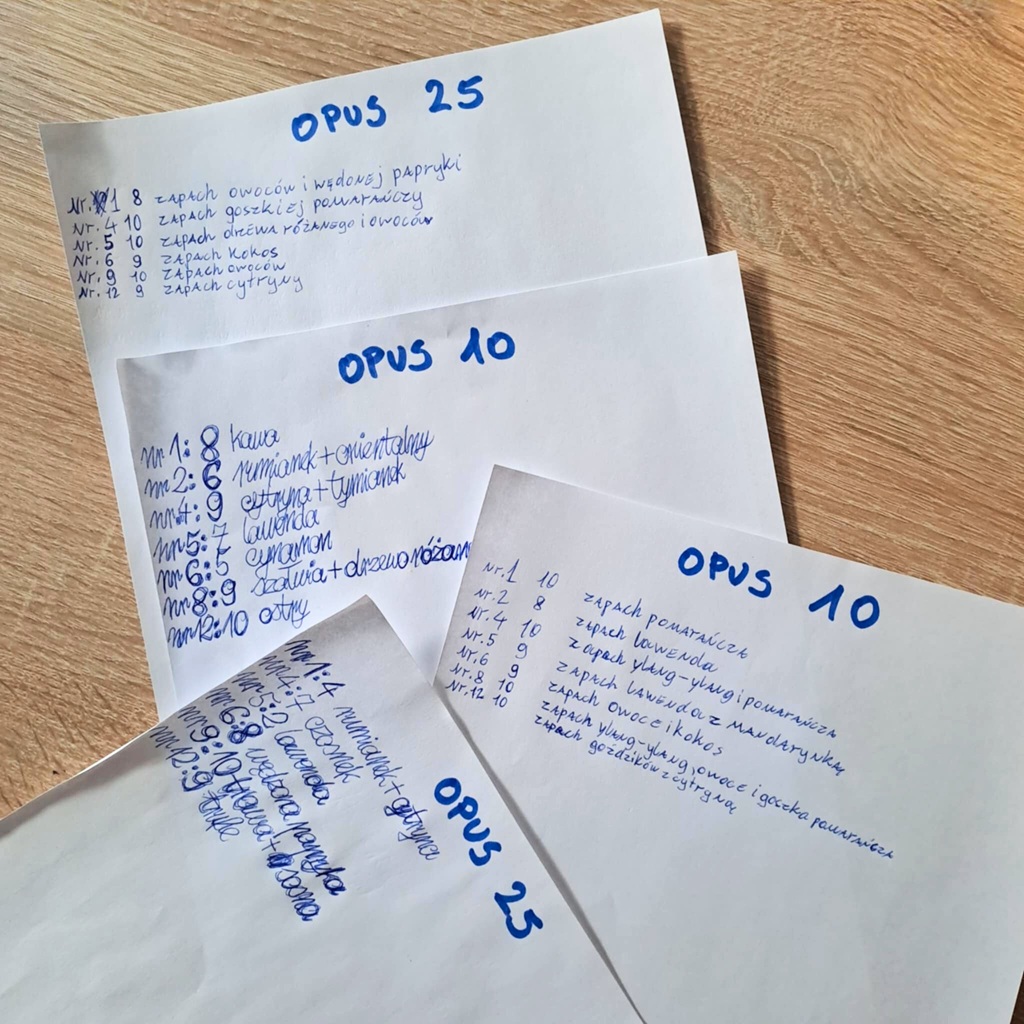 OPUS 25
Nr. 1 8 ZAPACH OWOCÓW I WĘDONEJ PAPRYKI
Nr. 4 10 ZAPACH GOSZKIEJ POMARAŃCZY
Nr. 5 10 ZAPACH DRZEWA RÓŻANEGO I OWOCÓW
Nr. 6 9 ZAPACH KOKOS
Nr. 9 10 ZAPACH OWOCÓW
Nr. 12 9 ZAPACH CYTRYNY
OPUS 10
nr 1: 8 kawa
nr 2: 6 rumianek + orientalny
nr 4: 9 cytryna + tymianek
nr 5: 7 lawenda
nr 6: 5 cynamon
nr 8: 9 szałwia + drzewo różan
nr 12: 10 ostry
OPUS 10
Nr. 1 10 ZAPACH POMARAŃCZA
Nr. 2 8 ZAPACH LAWENDA
Nr. 4 10 ZAPACH YLANG-YLANG I POMARAŃCZA
Nr. 5 9 ZAPACH LAWENDA Z MANDARYNKĄ
Nr. 6 9 ZAPACH OWOCE I KOKOS
Nr. 8 10 ZAPACH YLANG-YLANG, OWOCE I GOSZKA POMARAŃCZA
Nr. 12 10 ZAPACH GOŹDZIKÓW Z CYTRYNĄ
OPUS 25
nr 1: 4 rumianek + cytryna
nr 4: 7 czosnek
nr 5: 2 lawenda
nr 6: 8 wędzona papryka
nr 9: 10 trawa + sosna
nr 12: 9 trufle